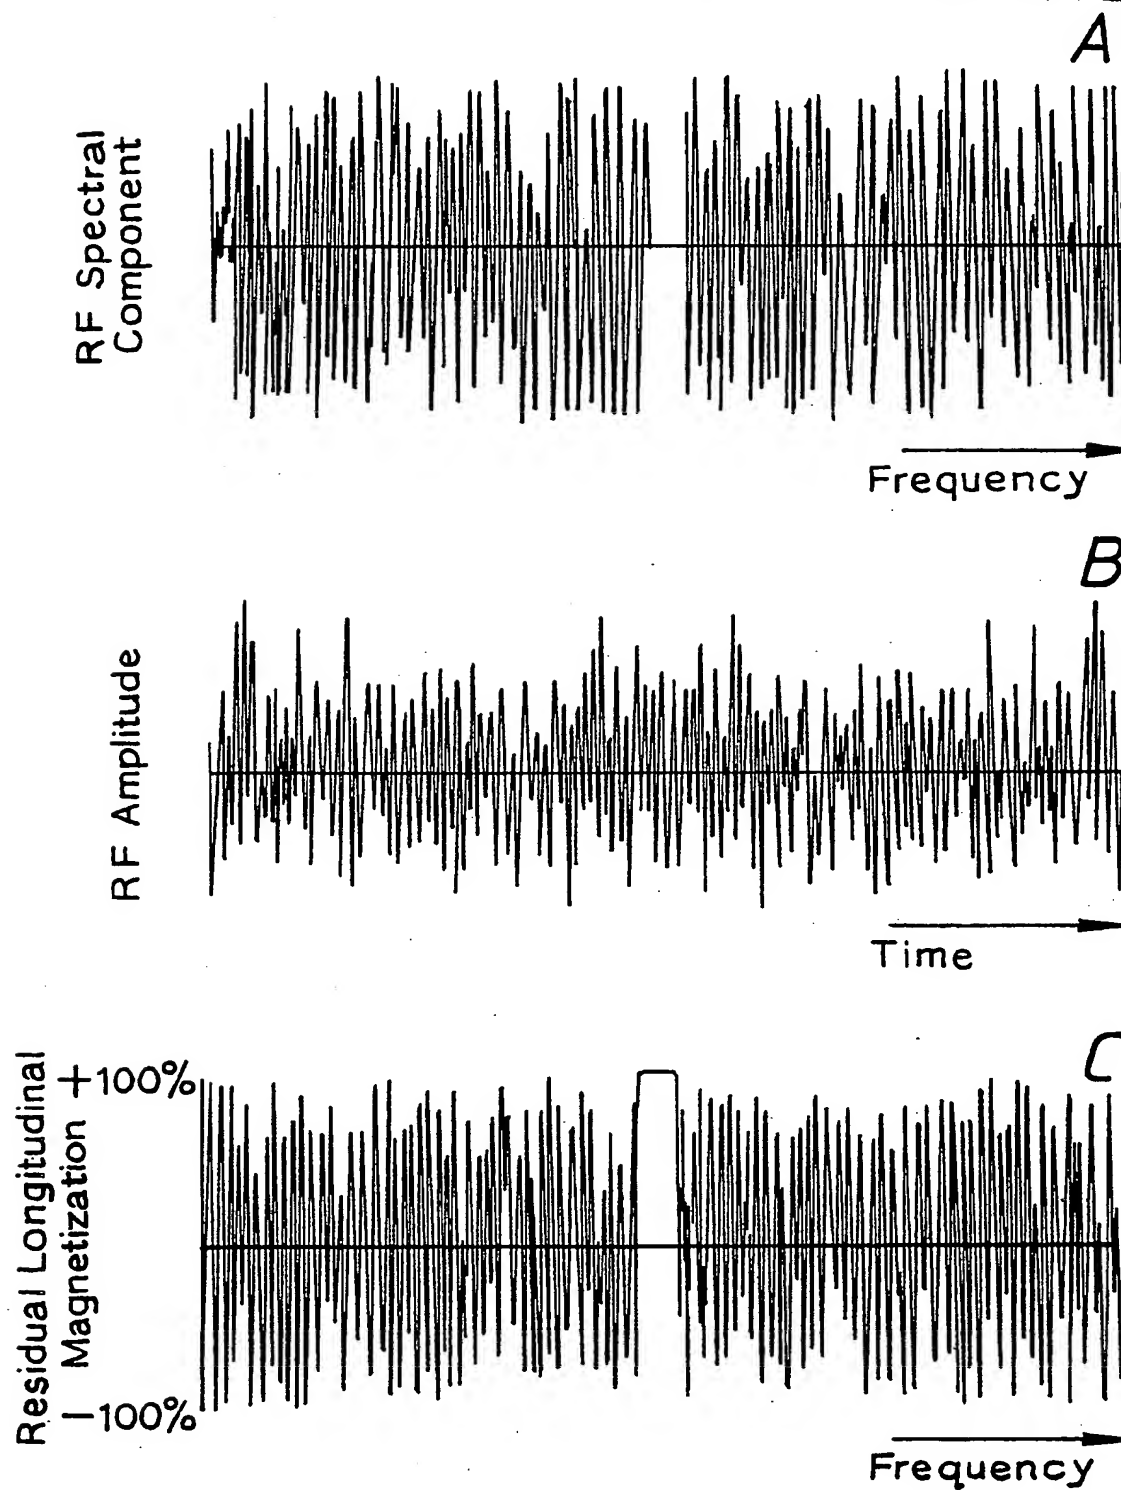 A
RF Spectral
Component
Frequency
B
RF Amplitude
Time
C
Residual Longitudinal
Magnetization
+100%
-100%
Frequency